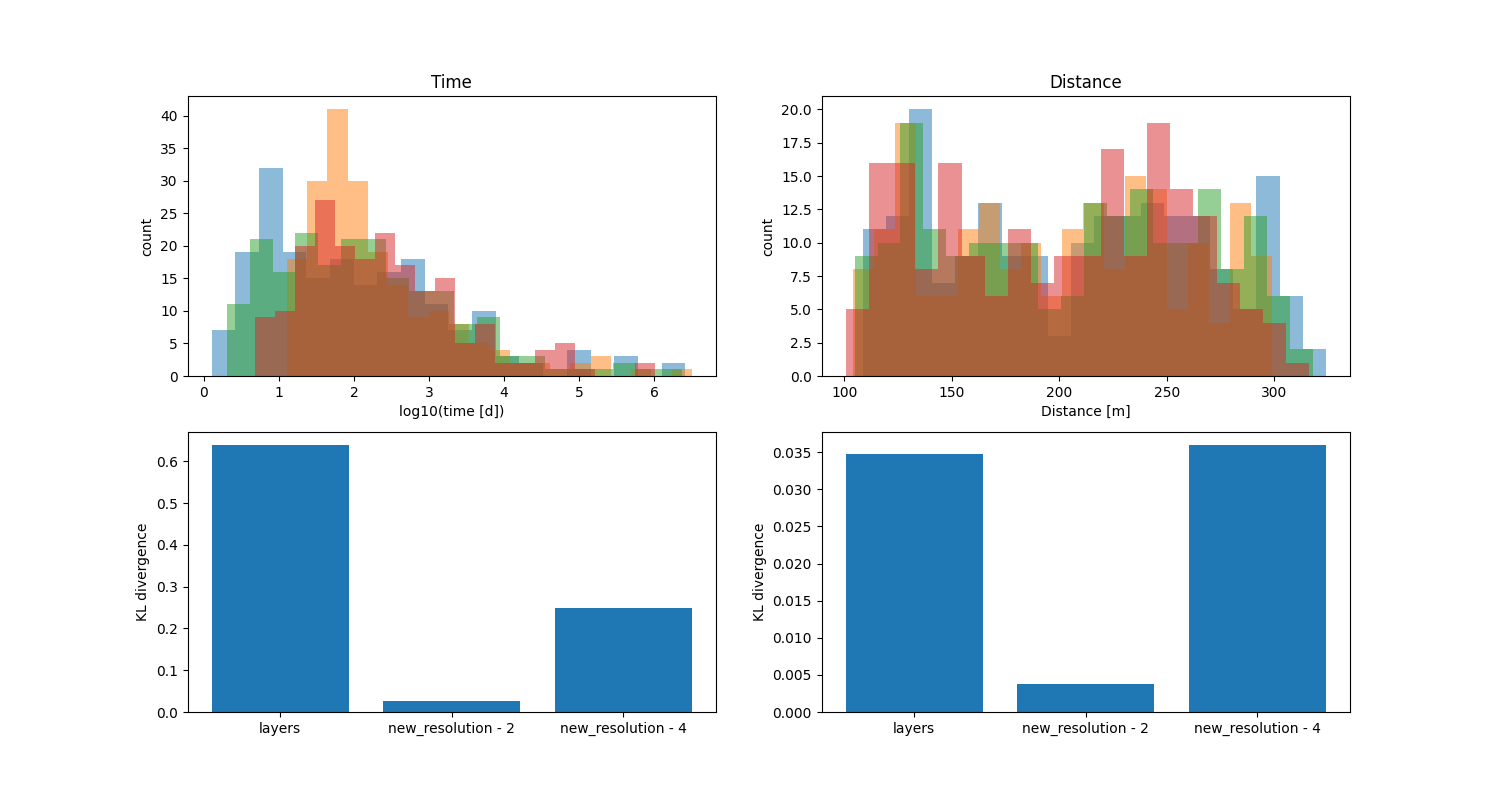 Time
count
40
35
30
25
20
15
10
5
0
0 1 2 3 4 5 6
log10(time [d])
Distance
count
20.0
17.5
15.0
12.5
10.0
7.5
5.0
2.5
0.0
100 150 200 250 300
Distance [m]
KL divergence
0.6
0.5
0.4
0.3
0.2
0.1
0.0
layers new_resolution - 2 new_resolution - 4
KL divergence
0.035
0.030
0.025
0.020
0.015
0.010
0.005
0.000
layers new_resolution - 2 new_resolution - 4